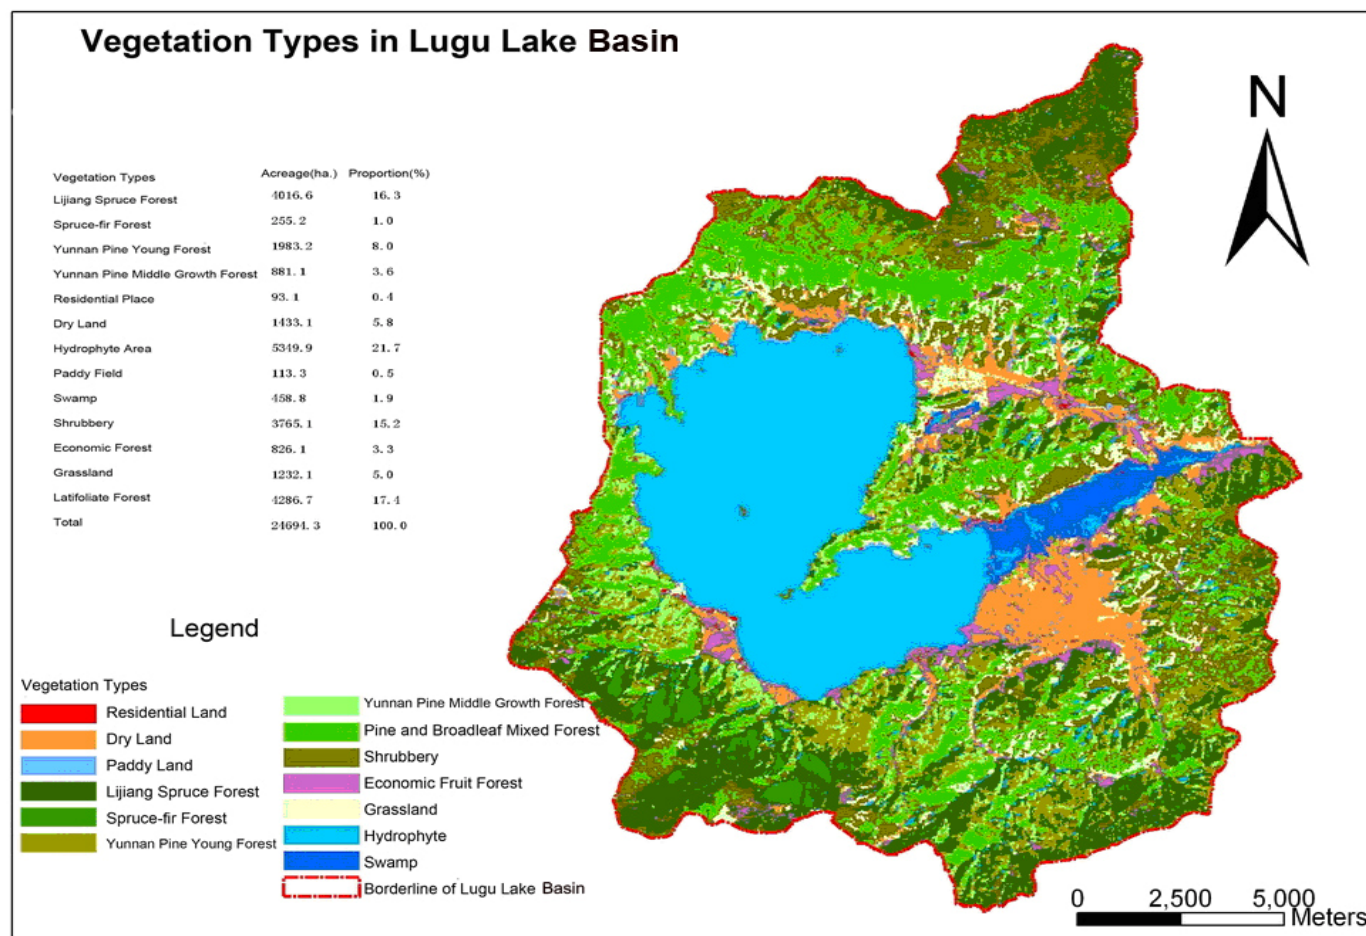 Vegetation Types in Lugu Lake Basin
N
Vegetation Types Acreage(ha.) Proportion(%)
Lijiang Spruce Forest 4016.6 16.3
Spruce-fir Forest 255.2 1.0
Yunnan Pine Young Forest 1983.2 8.0
Yunnan Pine Middle Growth Forest 881.1 3.6
Residential Place 93.1 0.4
Dry Land 1433.1 5.8
Hydrophyte Area 5349.9 21.7
Paddy Field 113.3 0.5
Swamp 458.8 1.9
Shrubbery 3765.1 15.2
Economic Forest 826.1 3.3
Grassland 1232.1 5.0
Latifoliate Forest 4286.7 17.4
Total 24694.3 100.0
Legend
Vegetation Types
Residential Land
Dry Land
Paddy Land
Lijiang Spruce Forest
Spruce-fir Forest
Yunnan Pine Young Forest
Yunnan Pine Middle Growth Forest
Pine and Broadleaf Mixed Forest
Shrubbery
Economic Fruit Forest
Grassland
Hydrophyte
Swamp
Borderline of Lugu Lake Basin
0 2,500 5,000
Meters